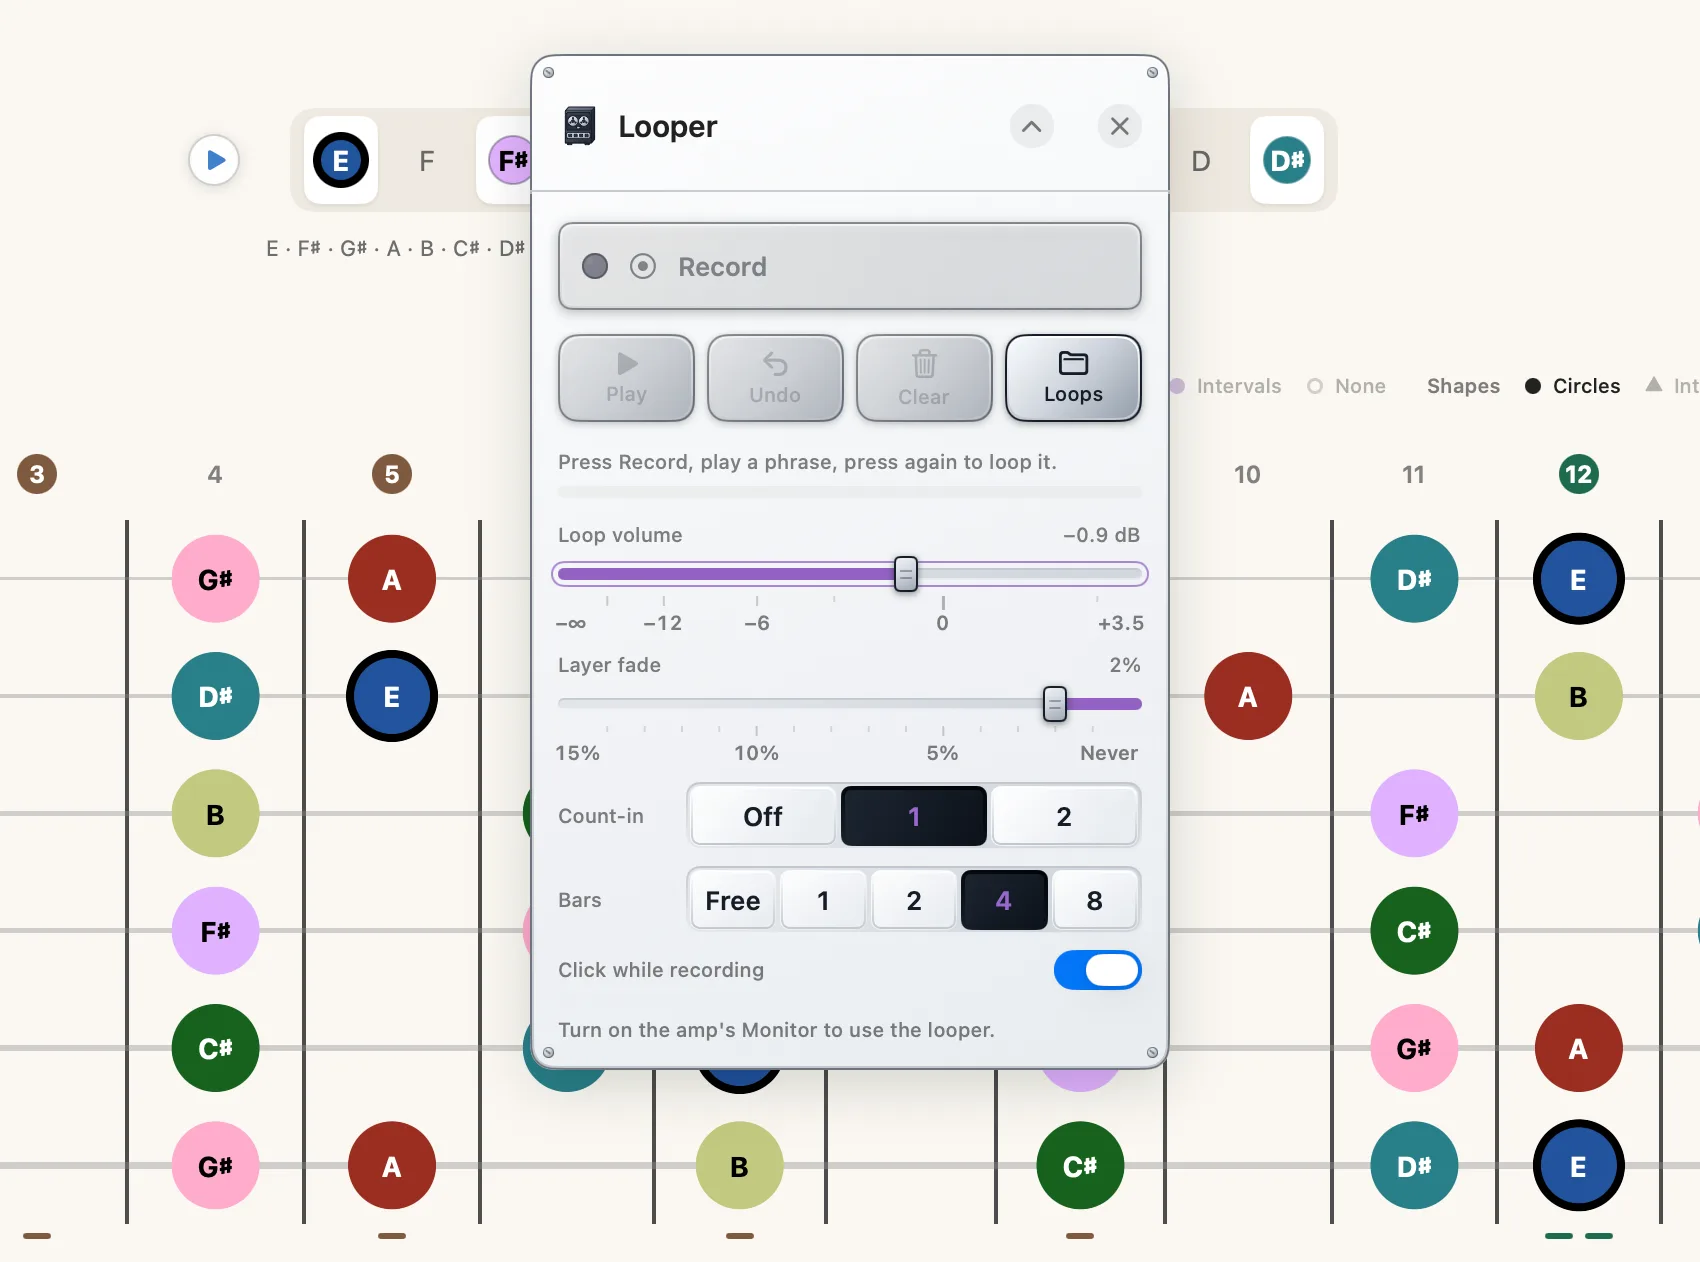 Looper
E F F# D D#
E · F# · G# · A · B · C# · D#
Record
Play Undo Clear Loops
Intervals None Shapes Circles
Press Record, play a phrase, press again to loop it.
3 4 5 10 11 12
Loop volume −0.9 dB
−∞ −12 −6 0 +3.5
Layer fade 2%
15% 10% 5% Never
Count-in Off 1 2
Bars Free 1 2 4 8
Click while recording
Turn on the amp's Monitor to use the looper.
G# A D# E
D# E A B
B F#
F# C#
C# G# A
G# A B C# D# E